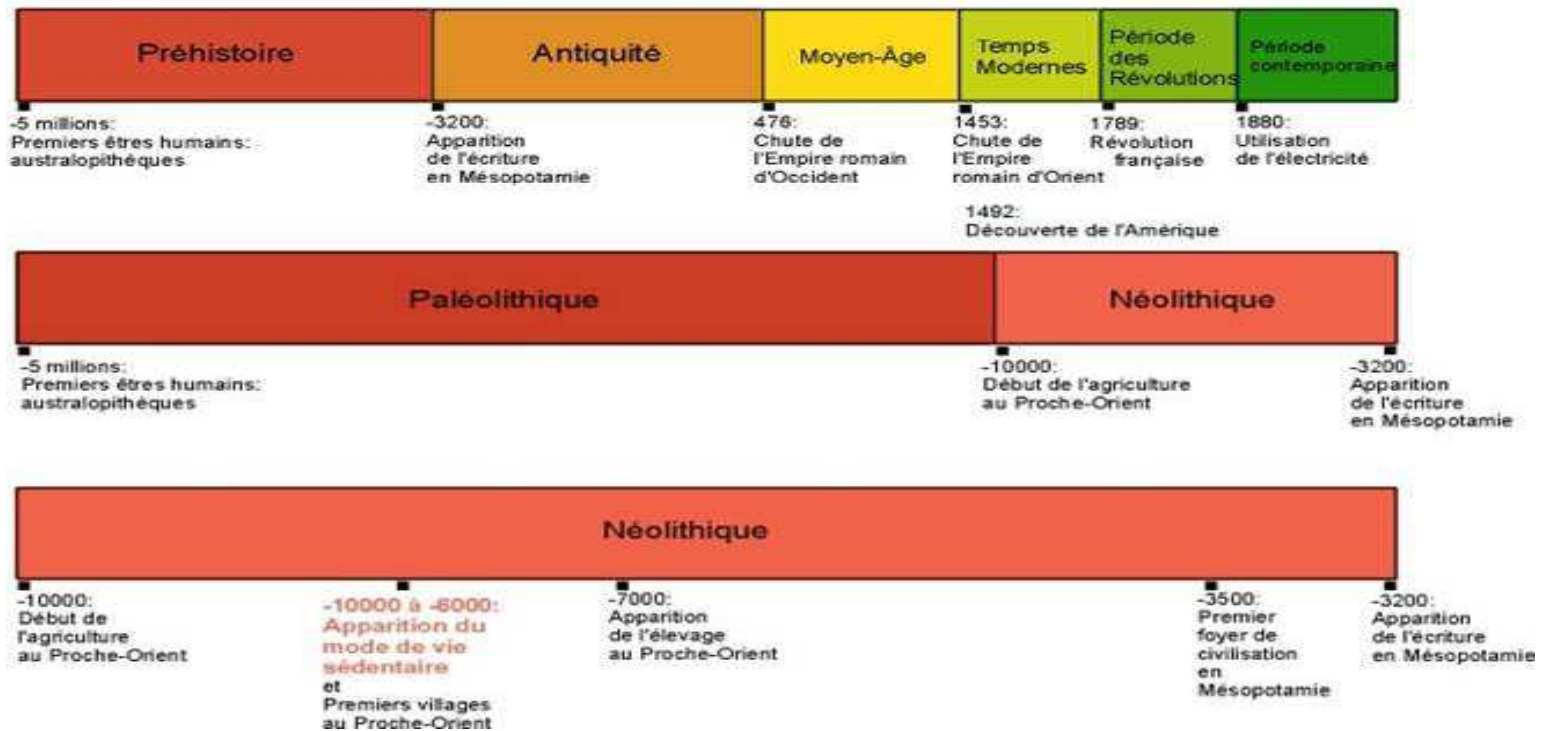 Préhistoire
Antiquité
Moyen-Âge
Temps
Modernes
Période
des
Révolutions
Période
contemporaine
-5 millions:
Premiers êtres humains:
australopithéques
-3200:
Apparition
de l'écriture
en Mésopotamie
476:
Chute de
l'Empire romain
d'Occident
1453:
Chute de
l'Empire
romain d'Orient
1492:
Découverte de l'Amérique
1789:
Révolution
française
1880:
Utilisation
de l'électricité
Paléolithique
Néolithique
-5 millions:
Premiers êtres humains:
australopithéques
-10000:
Début de l'agriculture
au Proche-Orient
-3200:
Apparition
de l'écriture
en Mésopotamie
Néolithique
-10000:
Début de
l'agriculture
au Proche-Orient
-10000 à -6000:
Apparition du
mode de vie
sédentaire
et
Premiers villages
au Proche-Orient
-7000:
Apparition
de l'élevage
au Proche-Orient
-3500:
Premier
foyer de
civilisation
en
Mésopotamie
-3200:
Apparition
de l'écriture
en Mésopotamie